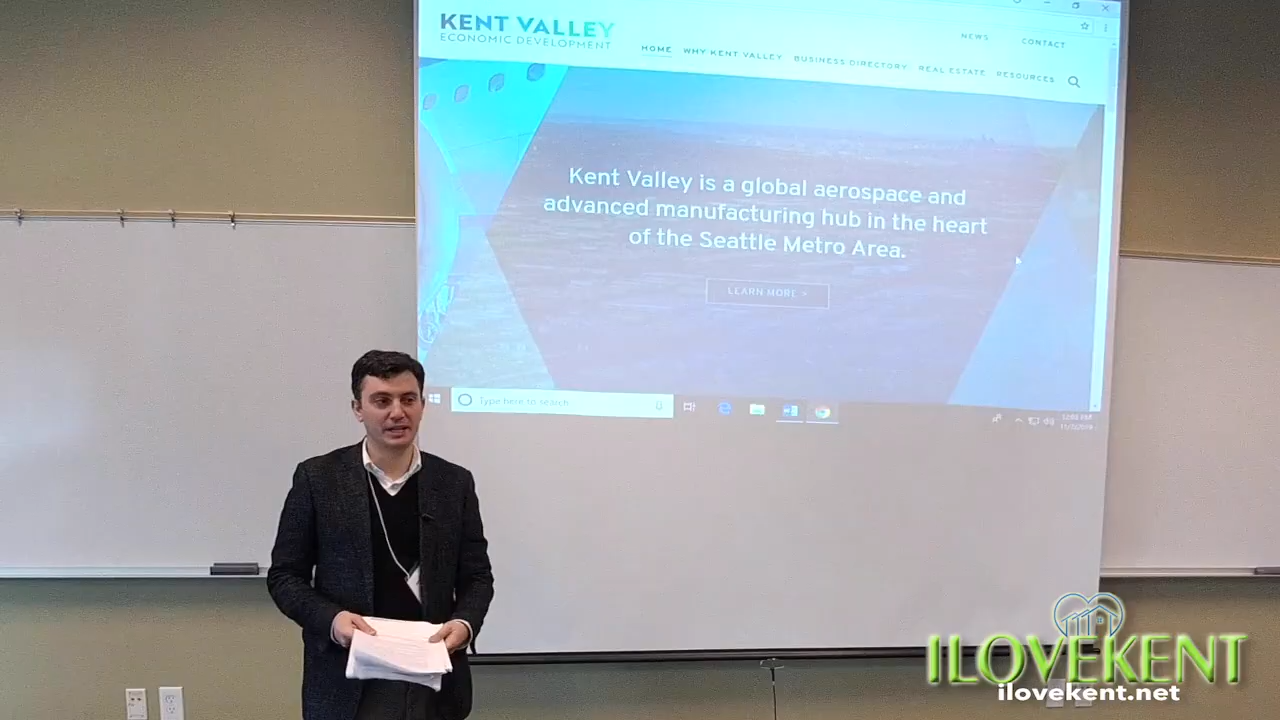 KENT VALLEY
ECONOMIC DEVELOPMENT
NEWS CONTACT
HOME WHY KENT VALLEY BUSINESS DIRECTORY REAL ESTATE RESOURCES
Kent Valley is a global aerospace and
advanced manufacturing hub in the heart
of the Seattle Metro Area.
LEARN MORE >
Type here to search
ILOVEKENT
ilovekent.net